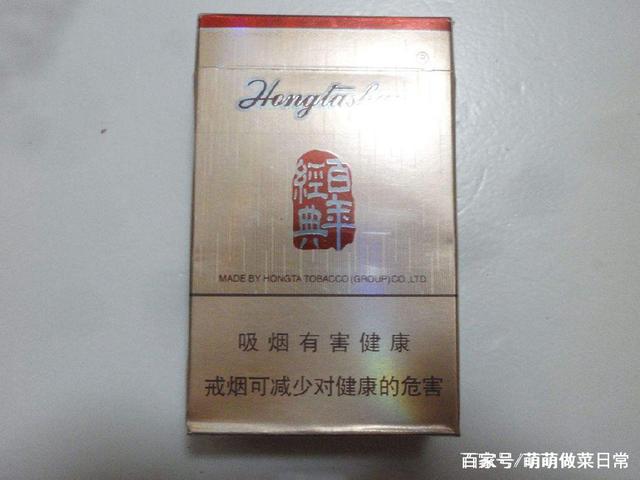 ®
Hongtashan
百年
經典
MADE BY HONGTA TOBACCO (GROUP) CO., LTD.
吸烟有害健康
戒烟可减少对健康的危害
百家号/萌萌做菜日常